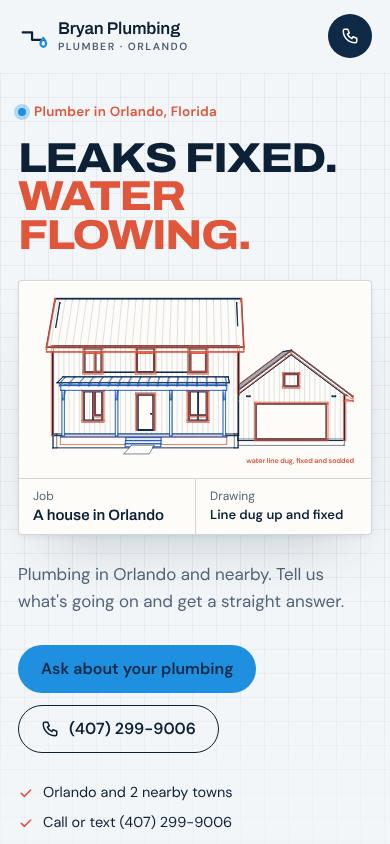 Bryan Plumbing
PLUMBER · ORLANDO
Plumber in Orlando, Florida
LEAKS FIXED.
WATER
FLOWING.
water line dug, fixed and sodded
Job
A house in Orlando
Drawing
Line dug up and fixed
Plumbing in Orlando and nearby. Tell us
what's going on and get a straight answer.
Ask about your plumbing
(407) 299-9006
Orlando and 2 nearby towns
Call or text (407) 299-9006